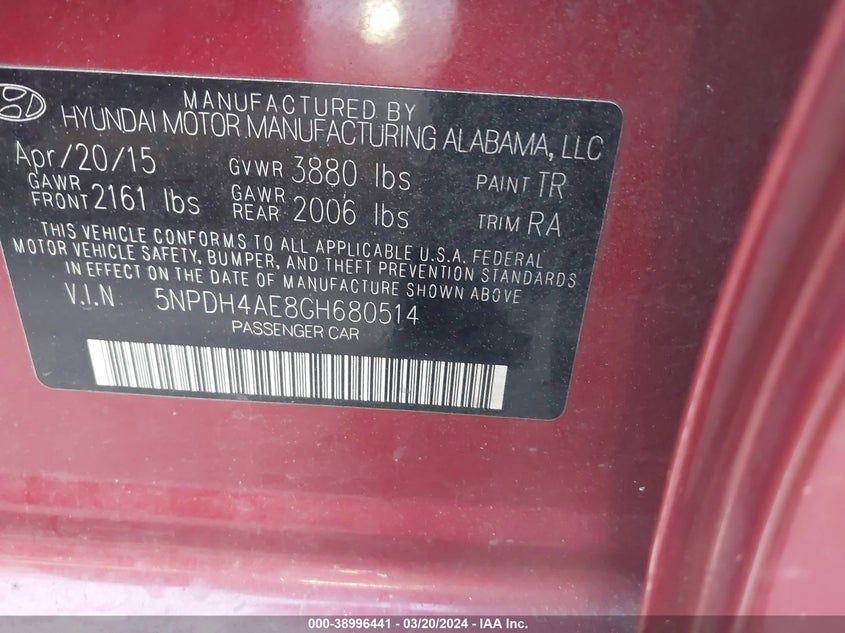 MANUFACTURED BY
HYUNDAI MOTOR MANUFACTURING ALABAMA, LLC
Apr/20/15 GVWR 3880 lbs PAINT TR
GAWR FRONT 2161 lbs GAWR REAR 2006 lbs TRIM RA
THIS VEHICLE CONFORMS TO ALL APPLICABLE U.S.A. FEDERAL
MOTOR VEHICLE SAFETY, BUMPER, AND THEFT PREVENTION STANDARDS
IN EFFECT ON THE DATE OF MANUFACTURE SHOWN ABOVE
V.I.N 5NPDH4AE8GH680514
PASSENGER CAR
000-38996441 - 03/20/2024 - IAA Inc.